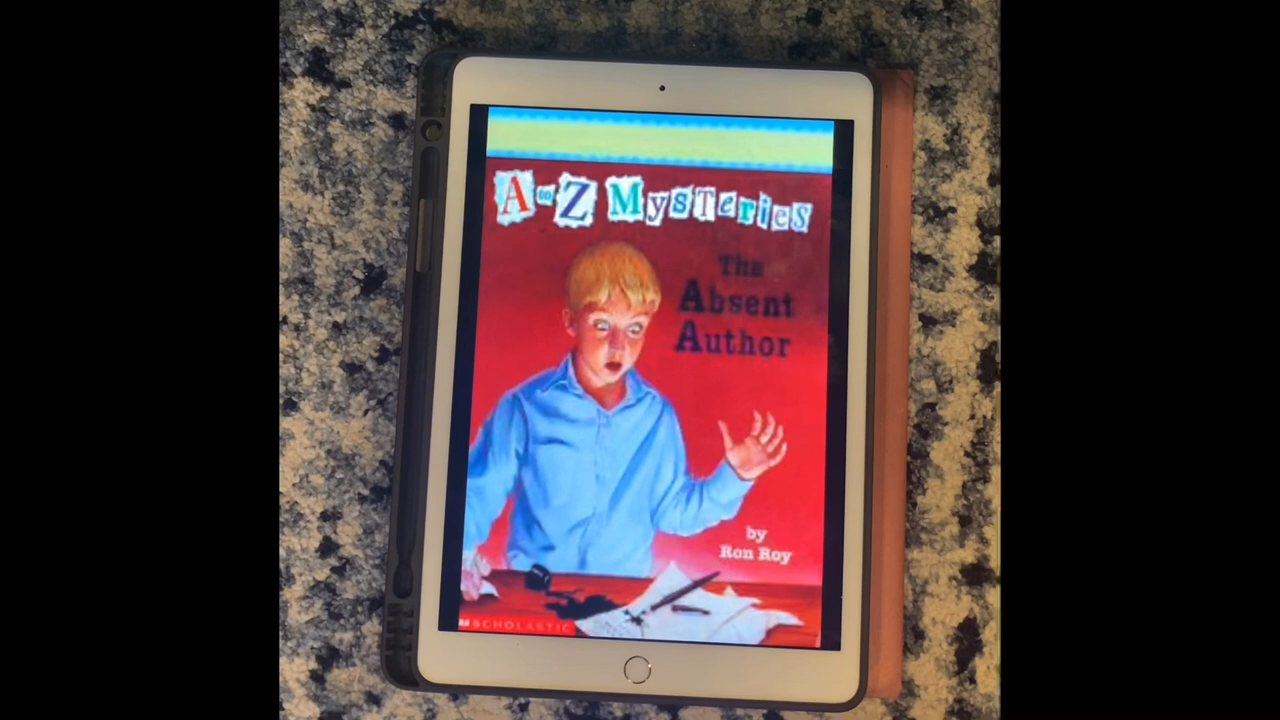 A to Z Mysteries
The
Absent
Author
by
Ron Roy
SCHOLASTIC